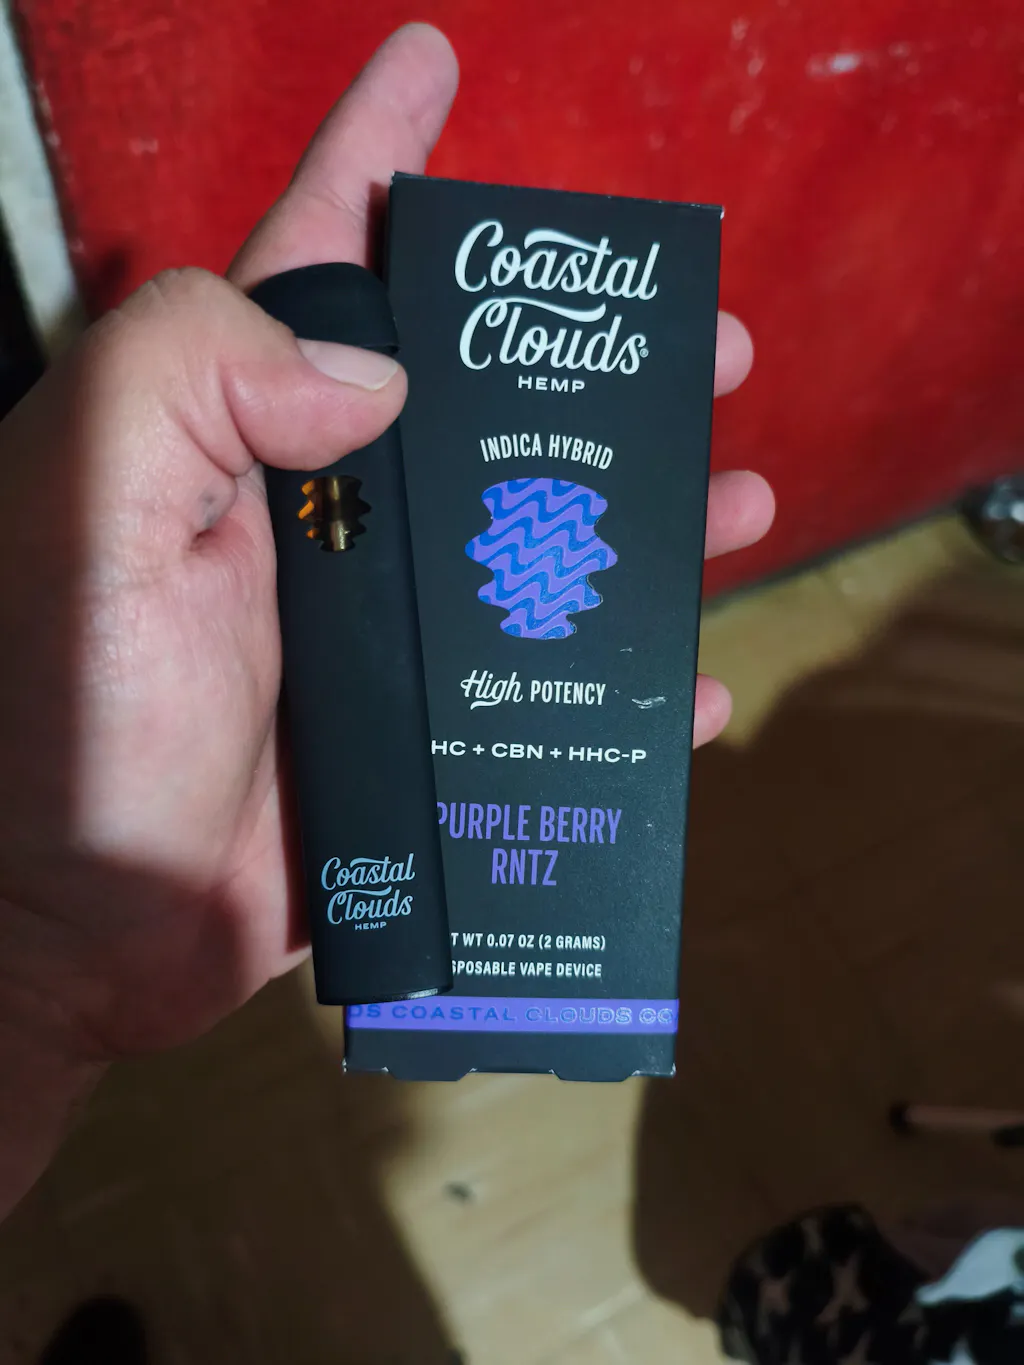 Coastal
Clouds®
HEMP
INDICA HYBRID
High POTENCY
HC + CBN + HHC-P
PURPLE BERRY
RNTZ
T WT 0.07 OZ (2 GRAMS)
SPOSABLE VAPE DEVICE
DS COASTAL CLOUDS CO
Coastal
Clouds
HEMP